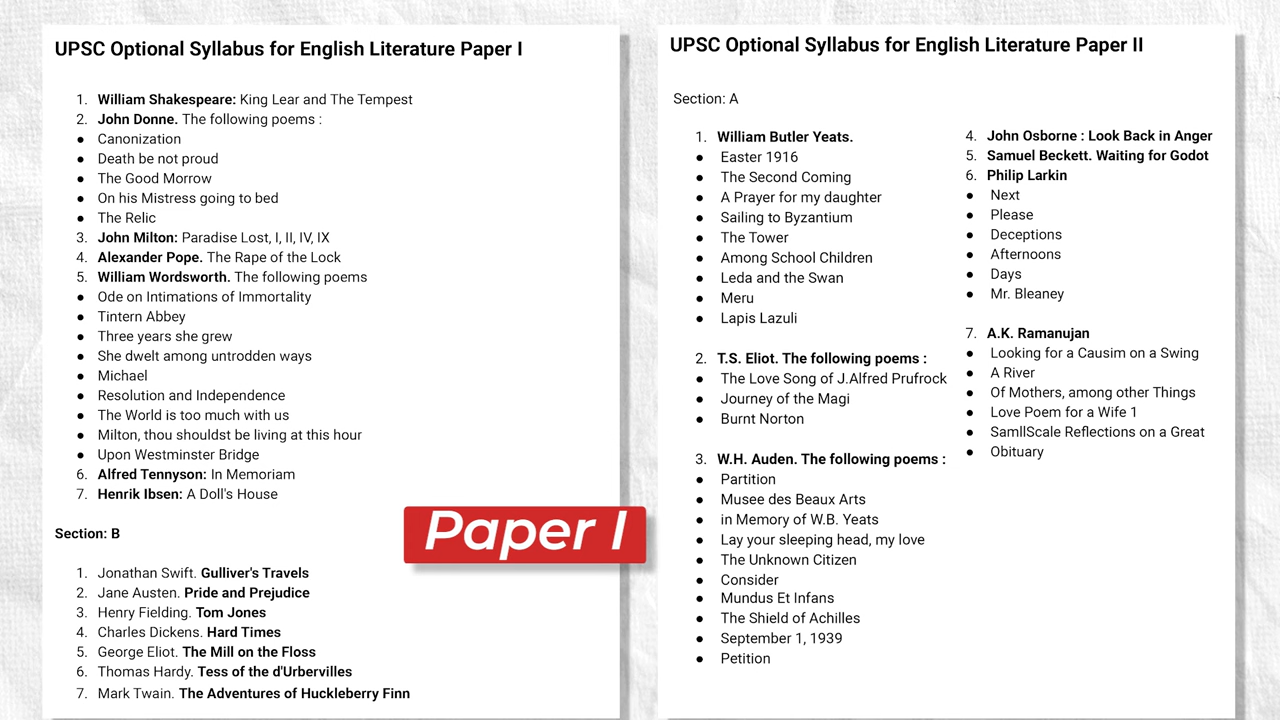 UPSC Optional Syllabus for English Literature Paper I
1. William Shakespeare: King Lear and The Tempest
2. John Donne. The following poems :
● Canonization
● Death be not proud
● The Good Morrow
● On his Mistress going to bed
● The Relic
3. John Milton: Paradise Lost, I, II, IV, IX
4. Alexander Pope. The Rape of the Lock
5. William Wordsworth. The following poems
● Ode on Intimations of Immortality
● Tintern Abbey
● Three years she grew
● She dwelt among untrodden ways
● Michael
● Resolution and Independence
● The World is too much with us
● Milton, thou shouldst be living at this hour
● Upon Westminster Bridge
6. Alfred Tennyson: In Memoriam
7. Henrik Ibsen: A Doll's House
Section: B
1. Jonathan Swift. Gulliver's Travels
2. Jane Austen. Pride and Prejudice
3. Henry Fielding. Tom Jones
4. Charles Dickens. Hard Times
5. George Eliot. The Mill on the Floss
6. Thomas Hardy. Tess of the d'Urbervilles
7. Mark Twain. The Adventures of Huckleberry Finn
Paper I
UPSC Optional Syllabus for English Literature Paper II
Section: A
1. William Butler Yeats.
● Easter 1916
● The Second Coming
● A Prayer for my daughter
● Sailing to Byzantium
● The Tower
● Among School Children
● Leda and the Swan
● Meru
● Lapis Lazuli
2. T.S. Eliot. The following poems :
● The Love Song of J.Alfred Prufrock
● Journey of the Magi
● Burnt Norton
3. W.H. Auden. The following poems :
● Partition
● Musee des Beaux Arts
● in Memory of W.B. Yeats
● Lay your sleeping head, my love
● The Unknown Citizen
● Consider
● Mundus Et Infans
● The Shield of Achilles
● September 1, 1939
● Petition
4. John Osborne : Look Back in Anger
5. Samuel Beckett. Waiting for Godot
6. Philip Larkin
● Next
● Please
● Deceptions
● Afternoons
● Days
● Mr. Bleaney
7. A.K. Ramanujan
● Looking for a Causim on a Swing
● A River
● Of Mothers, among other Things
● Love Poem for a Wife 1
● SamllScale Reflections on a Great
● Obituary